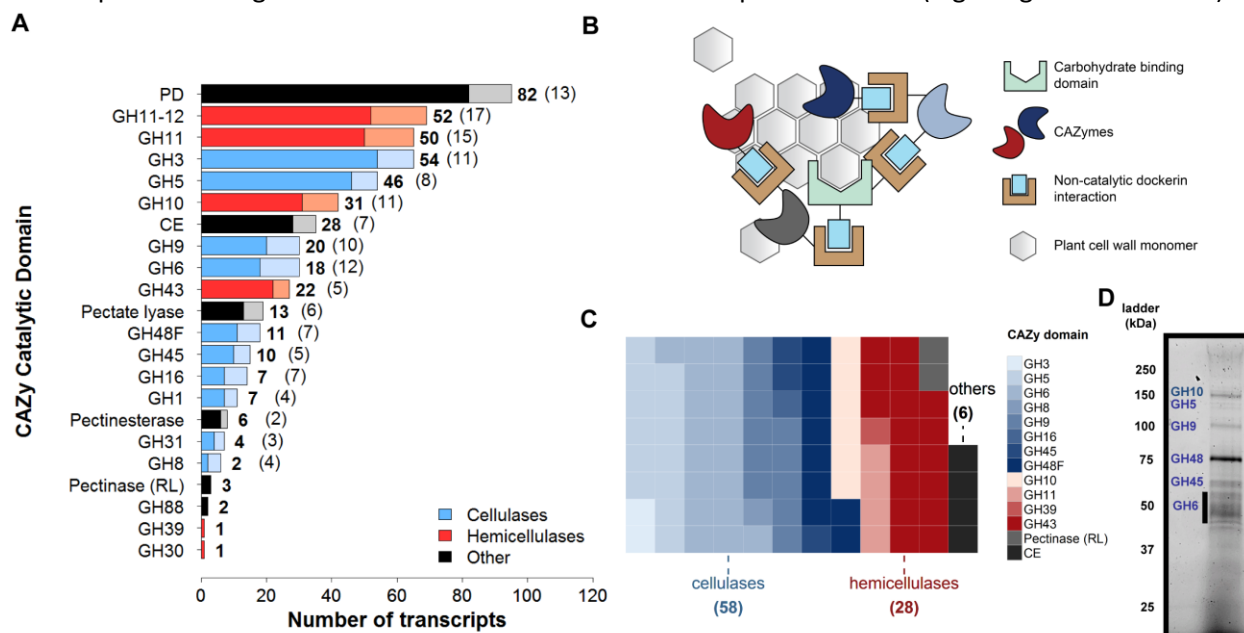 A
CAZy Catalytic Domain
PD 82 (13)
GH11-12 52 (17)
GH11 50 (15)
GH3 54 (11)
GH5 46 (8)
GH10 31 (11)
CE 28 (7)
GH9 20 (10)
GH6 18 (12)
GH43 22 (5)
Pectate lyase 13 (6)
GH48F 11 (7)
GH45 10 (5)
GH16 7 (7)
GH1 7 (4)
Pectinesterase 6 (2)
GH31 4 (3)
GH8 2 (4)
Pectinase (RL) 3
GH88 2
GH39 1
GH30 1
Cellulases
Hemicellulases
Other
0 20 40 60 80 100 120
Number of transcripts
B
Carbohydrate binding
domain
CAZymes
Non-catalytic dockerin
interaction
Plant cell wall monomer
C
others
(6)
cellulases
(58)
hemicellulases
(28)
CAZy domain
GH3
GH5
GH6
GH8
GH9
GH16
GH45
GH48F
GH10
GH11
GH39
GH43
Pectinase (RL)
CE
D
ladder
(kDa)
250
150
100
75
50
37
25
GH10
GH5
GH9
GH48
GH45
GH6